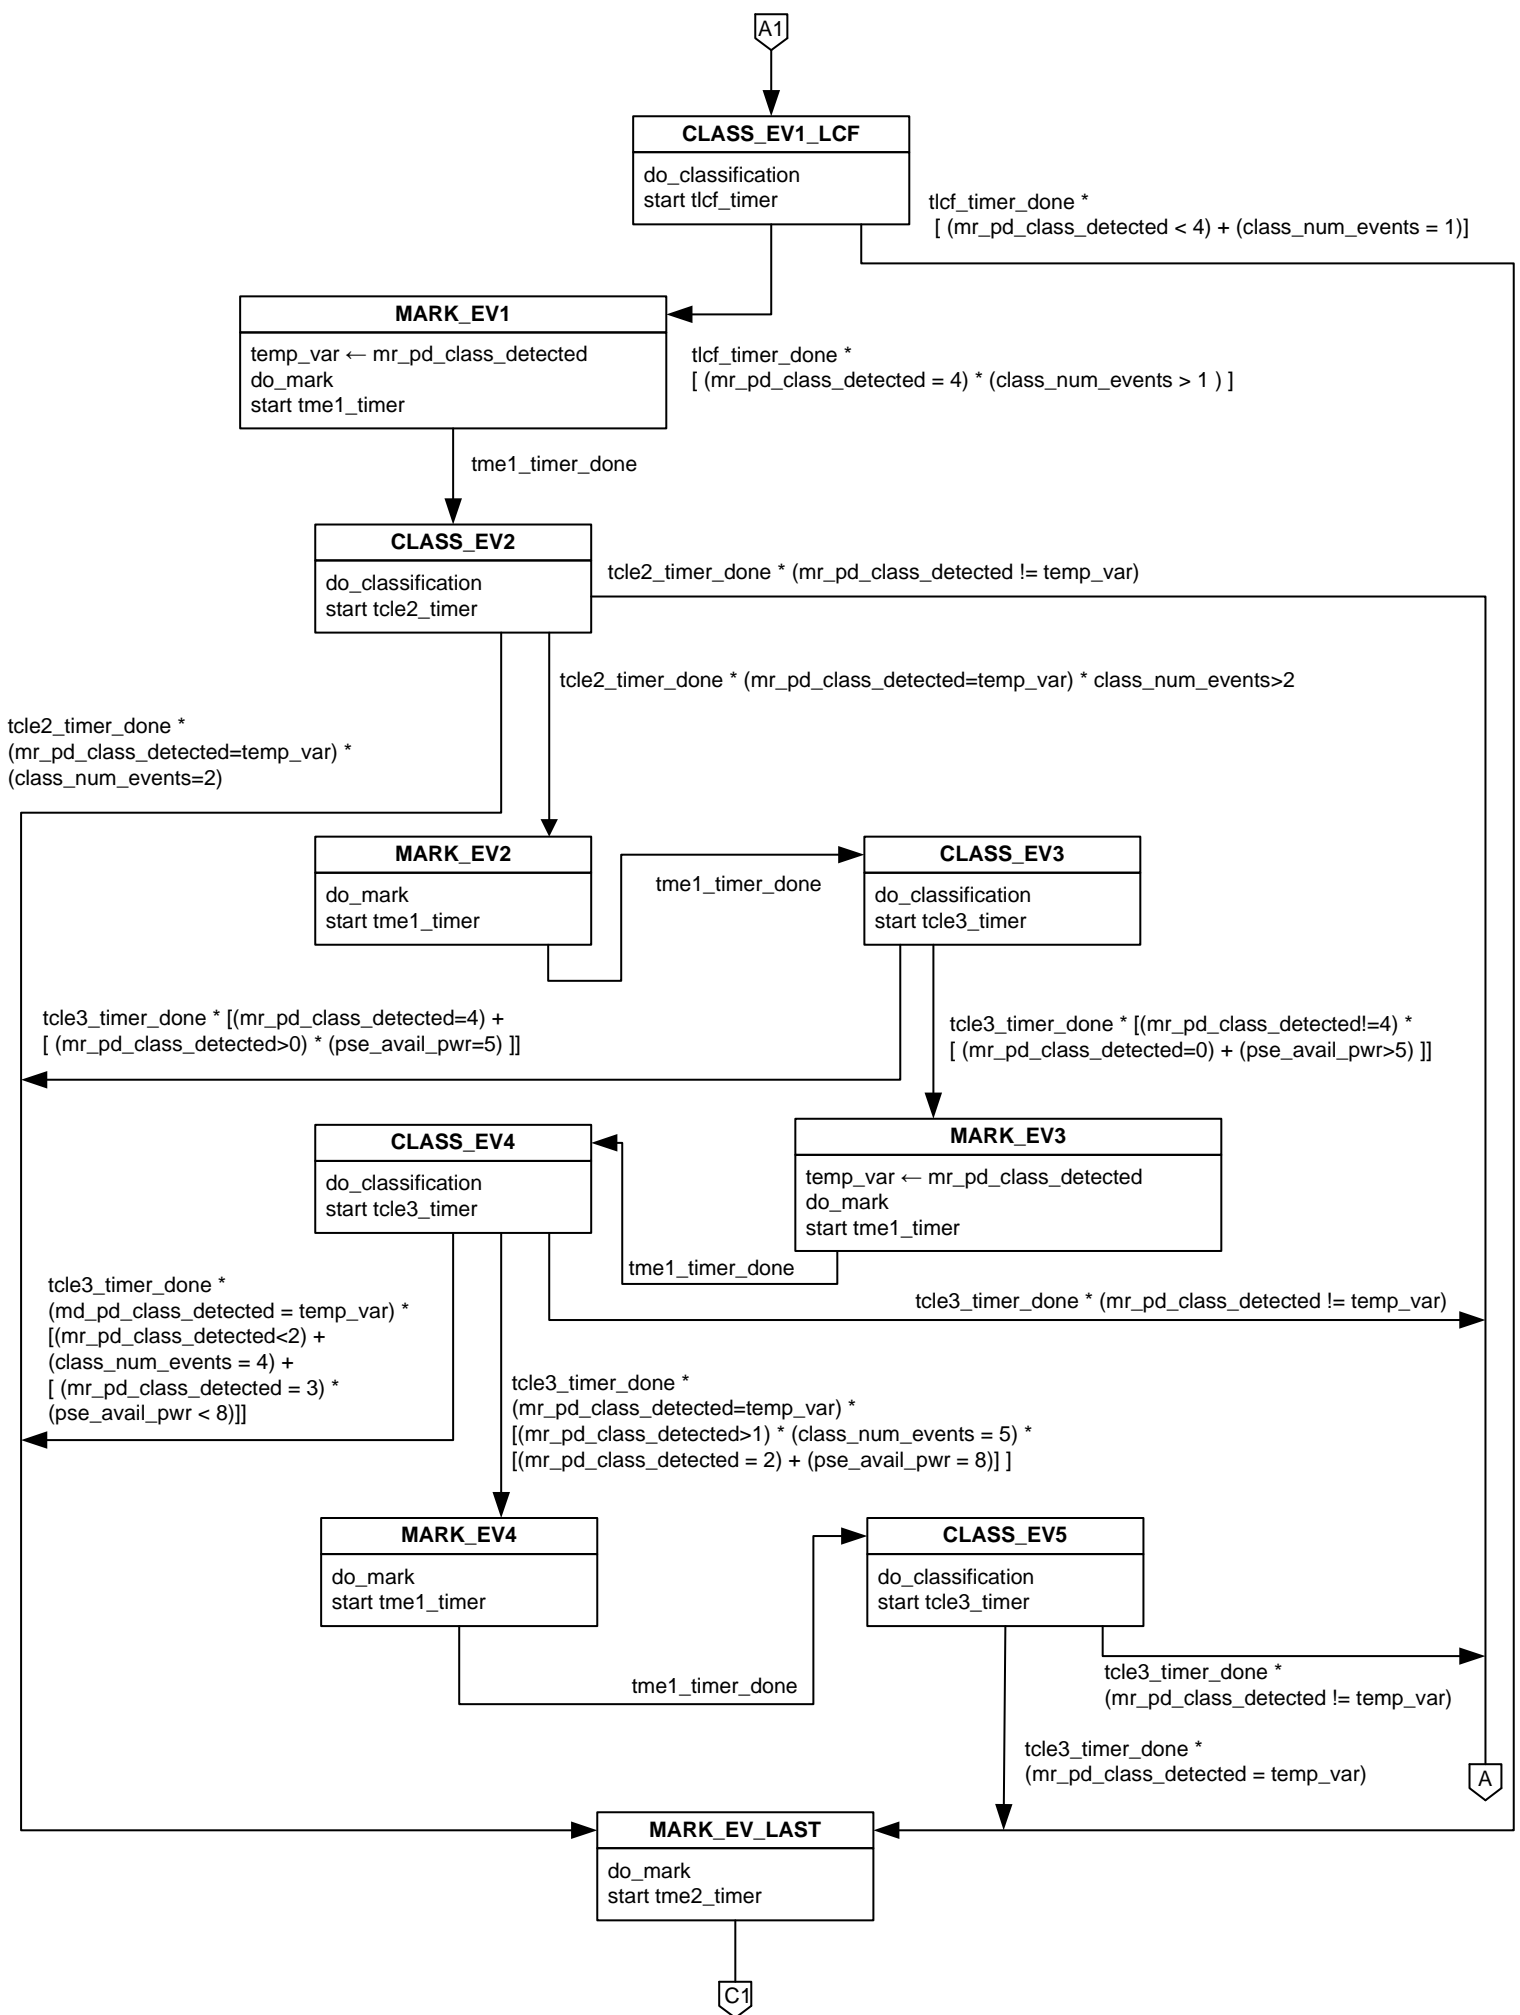 A1
CLASS_EV1_LCF
do_classification
start tlcf_timer
tlcf_timer_done *
[ (mr_pd_class_detected < 4) + (class_num_events = 1)]
MARK_EV1
temp_var ← mr_pd_class_detected
do_mark
start tme1_timer
tlcf_timer_done *
[ (mr_pd_class_detected = 4) * (class_num_events > 1 ) ]
tme1_timer_done
CLASS_EV2
do_classification
start tcle2_timer
tcle2_timer_done * (mr_pd_class_detected != temp_var)
tcle2_timer_done * (mr_pd_class_detected=temp_var) * class_num_events>2
tcle2_timer_done *
(mr_pd_class_detected=temp_var) *
(class_num_events=2)
MARK_EV2
do_mark
start tme1_timer
tme1_timer_done
CLASS_EV3
do_classification
start tcle3_timer
tcle3_timer_done * [(mr_pd_class_detected=4) +
[ (mr_pd_class_detected>0) * (pse_avail_pwr=5) ]]
tcle3_timer_done * [(mr_pd_class_detected!=4) *
[ (mr_pd_class_detected=0) + (pse_avail_pwr>5) ]]
CLASS_EV4
do_classification
start tcle3_timer
MARK_EV3
temp_var ← mr_pd_class_detected
do_mark
start tme1_timer
tme1_timer_done
tcle3_timer_done *
(md_pd_class_detected = temp_var) *
[(mr_pd_class_detected<2) +
(class_num_events = 4) +
[ (mr_pd_class_detected = 3) *
(pse_avail_pwr < 8)]]
tcle3_timer_done * (mr_pd_class_detected != temp_var)
tcle3_timer_done *
(mr_pd_class_detected=temp_var) *
[(mr_pd_class_detected>1) * (class_num_events = 5) *
[(mr_pd_class_detected = 2) + (pse_avail_pwr = 8)] ]
MARK_EV4
do_mark
start tme1_timer
tme1_timer_done
CLASS_EV5
do_classification
start tcle3_timer
tcle3_timer_done *
(mr_pd_class_detected != temp_var)
tcle3_timer_done *
(mr_pd_class_detected = temp_var)
A
MARK_EV_LAST
do_mark
start tme2_timer
C1